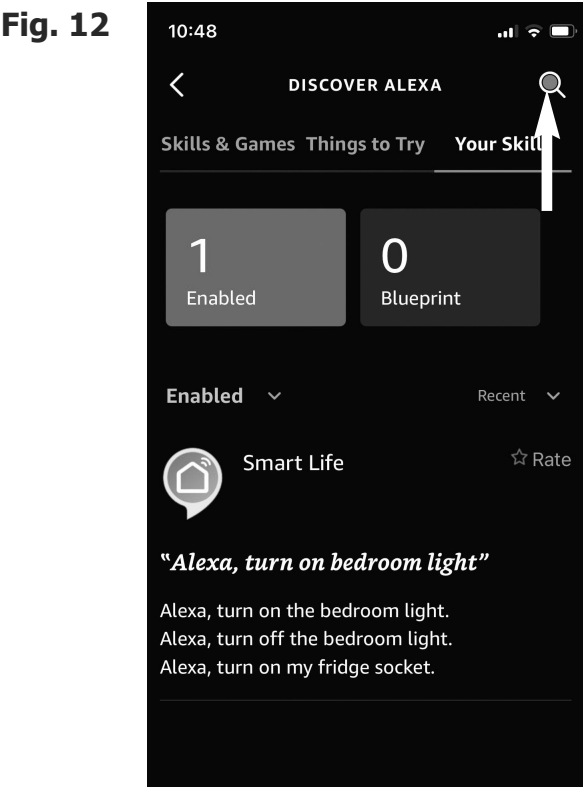 Fig. 12
10:48
DISCOVER ALEXA
Skills & Games Things to Try Your Skill
1
Enabled
0
Blueprint
Enabled
Recent
Smart Life
Rate
“Alexa, turn on bedroom light”
Alexa, turn on the bedroom light.
Alexa, turn off the bedroom light.
Alexa, turn on my fridge socket.